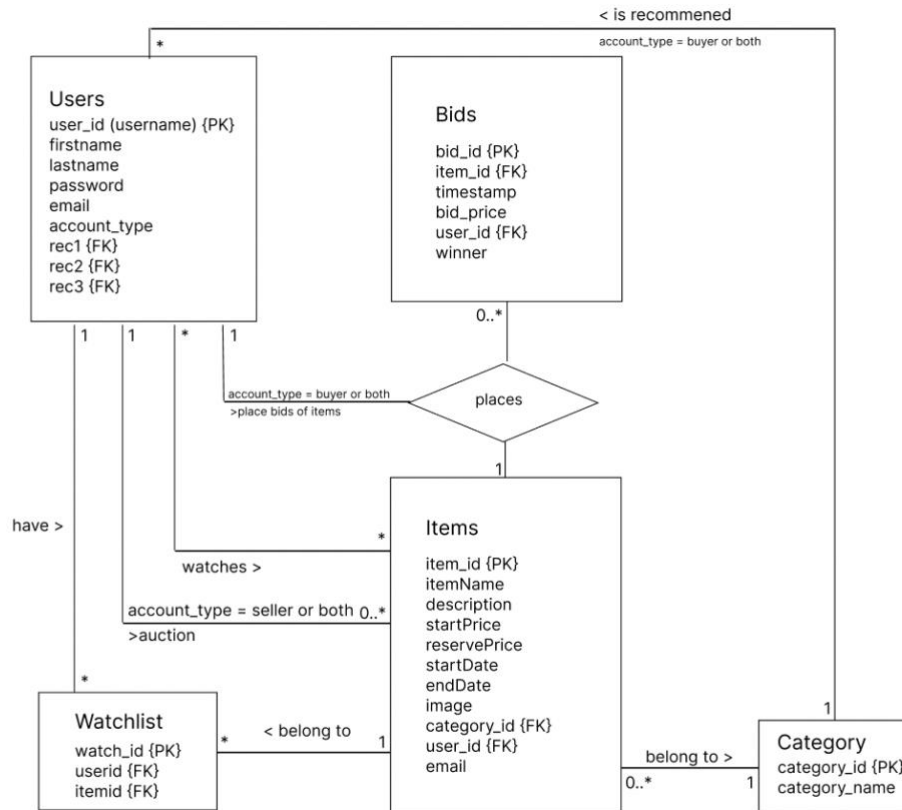 < is recommened
account_type = buyer or both
*
Users
user_id (username) {PK}
firstname
lastname
password
email
account_type
rec1 {FK}
rec2 {FK}
rec3 {FK}
Bids
bid_id {PK}
item_id {FK}
timestamp
bid_price
user_id {FK}
winner
1 1 * 1
0..*
account_type = buyer or both
>place bids of items
places
1
have >
*
watches >
account_type = seller or both 0..*
>auction
Items
item_id {PK}
itemName
description
startPrice
reservePrice
startDate
endDate
image
category_id {FK}
user_id {FK}
email
*
Watchlist
watch_id {PK}
userid {FK}
itemid {FK}
* < belong to 1
belong to >
0..* 1
1
Category
category_id {PK}
category_name